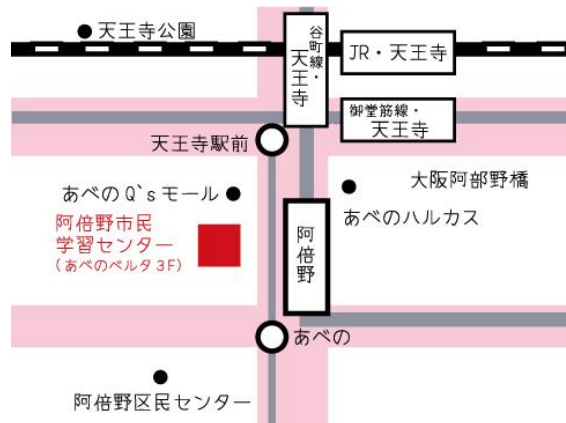 天王寺公園
谷町線・
天王寺
JR・天王寺
御堂筋線・
天王寺
天王寺駅前
あべのQ`sモール
大阪阿部野橋
あべのハルカス
阿倍野市民
学習センター
(あべのベルタ3F)
阿倍野
あべの
阿倍野区民センター